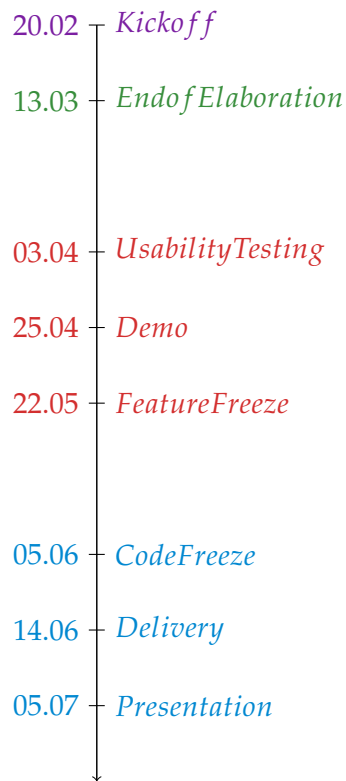 20.02 Kickoff
13.03 EndofElaboration
03.04 UsabilityTesting
25.04 Demo
22.05 FeatureFreeze
05.06 CodeFreeze
14.06 Delivery
05.07 Presentation